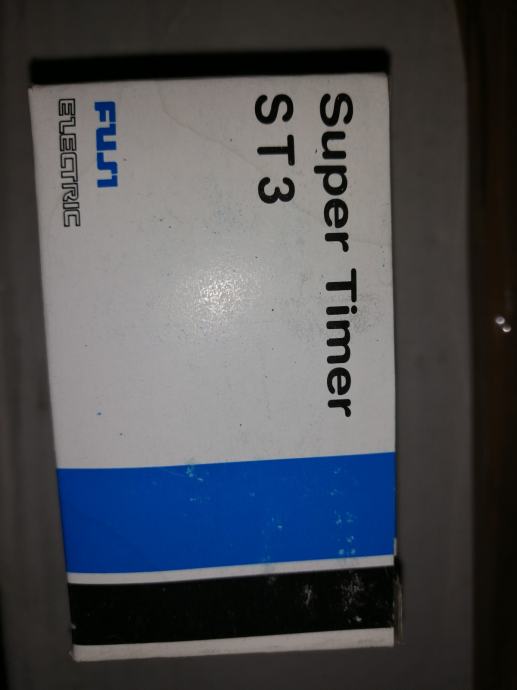 Super Timer
ST3
FUJI
ELECTRIC